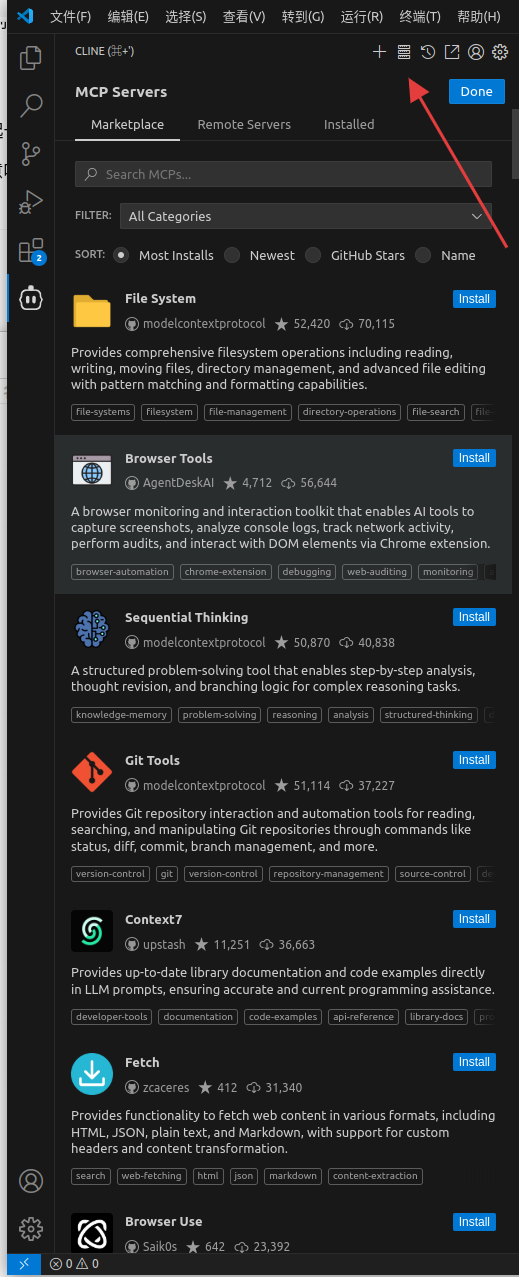 文件(F) 编辑(E) 选择(S) 查看(V) 转到(G) 运行(R) 终端(T) 帮助(H)
CLINE (⌘+')
MCP Servers
Done
Marketplace Remote Servers Installed
Search MCPs...
FILTER: All Categories
SORT: Most Installs Newest GitHub Stars Name
File System
Install
modelcontextprotocol 52,420 70,115
Provides comprehensive filesystem operations including reading,
writing, moving files, directory management, and advanced file editing
with pattern matching and formatting capabilities.
file-systems filesystem file-management directory-operations file-search
Browser Tools
Install
AgentDeskAI 4,712 56,644
A browser monitoring and interaction toolkit that enables AI tools to
capture screenshots, analyze console logs, track network activity,
perform audits, and interact with DOM elements via Chrome extension.
browser-automation chrome-extension debugging web-auditing monitoring
Sequential Thinking
Install
modelcontextprotocol 50,870 40,838
A structured problem-solving tool that enables step-by-step analysis,
thought revision, and branching logic for complex reasoning tasks.
knowledge-memory problem-solving reasoning analysis structured-thinking
Git Tools
Install
modelcontextprotocol 51,114 37,227
Provides Git repository interaction and automation tools for reading,
searching, and manipulating Git repositories through commands like
status, diff, commit, branch management, and more.
version-control git version-control repository-management source-control
Context7
Install
upstash 11,251 36,663
Provides up-to-date library documentation and code examples directly
in LLM prompts, ensuring accurate and current programming assistance.
developer-tools documentation code-examples api-reference library-docs
Fetch
Install
zcaceres 412 31,340
Provides functionality to fetch web content in various formats, including
HTML, JSON, plain text, and Markdown, with support for custom
headers and content transformation.
search web-fetching html json markdown content-extraction
Browser Use
Install
Saik0s 642 23,392
2
0 0